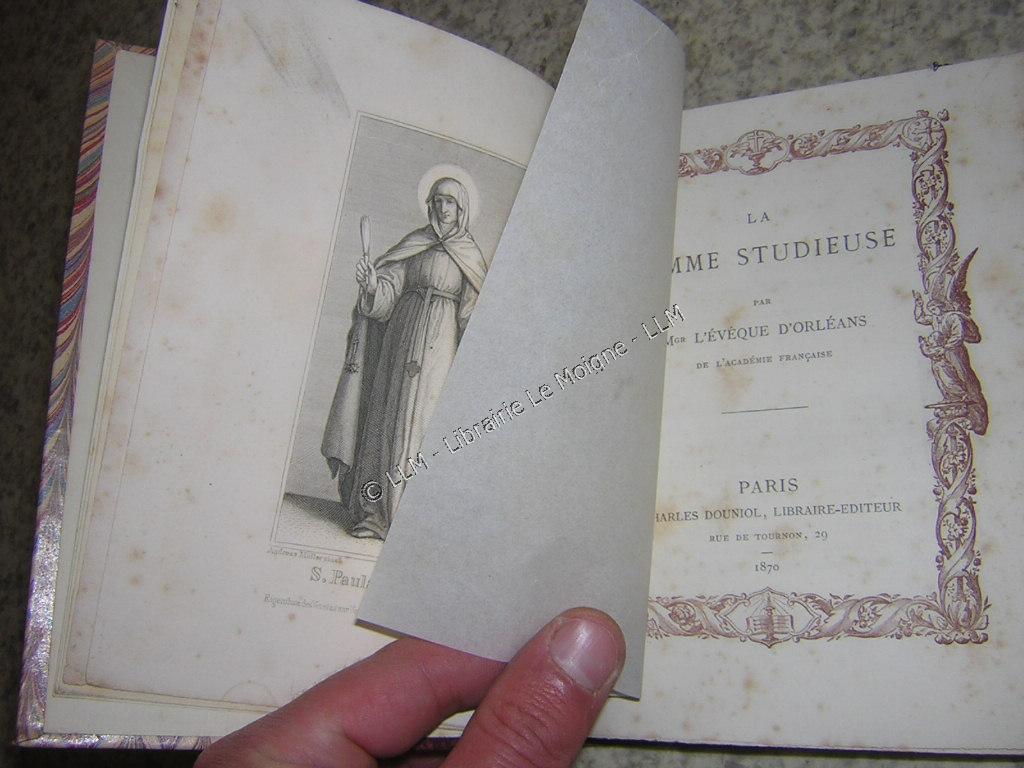 S. Paul
LA
MME STUDIEUSE
PAR
Mgr L'ÉVÊQUE D'ORLÉANS
DE L'ACADÉMIE FRANÇAISE
PARIS
HARLES DOUNIOL, LIBRAIRE-EDITEUR
RUE DE TOURNON, 29
1870
© LLM - Librairie Le Moigne - LLM